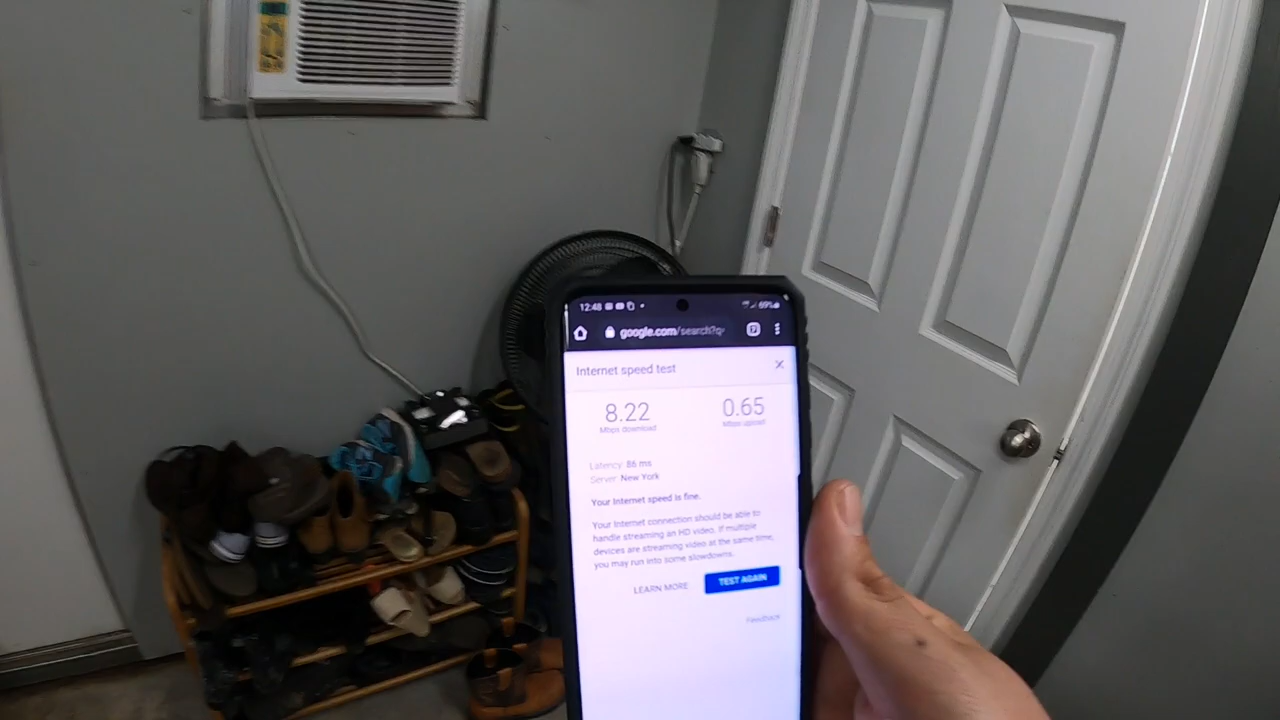 12:48
69%
google.com/search?q=
Internet speed test
8.22
0.65
Mbps download
Mbps upload
Latency: 86 ms
Server: New York
Your Internet speed is fine.
Your Internet connection should be able to
handle streaming an HD video. If multiple
devices are streaming video at the same time,
you may run into some slowdowns.
LEARN MORE
TEST AGAIN
Feedback